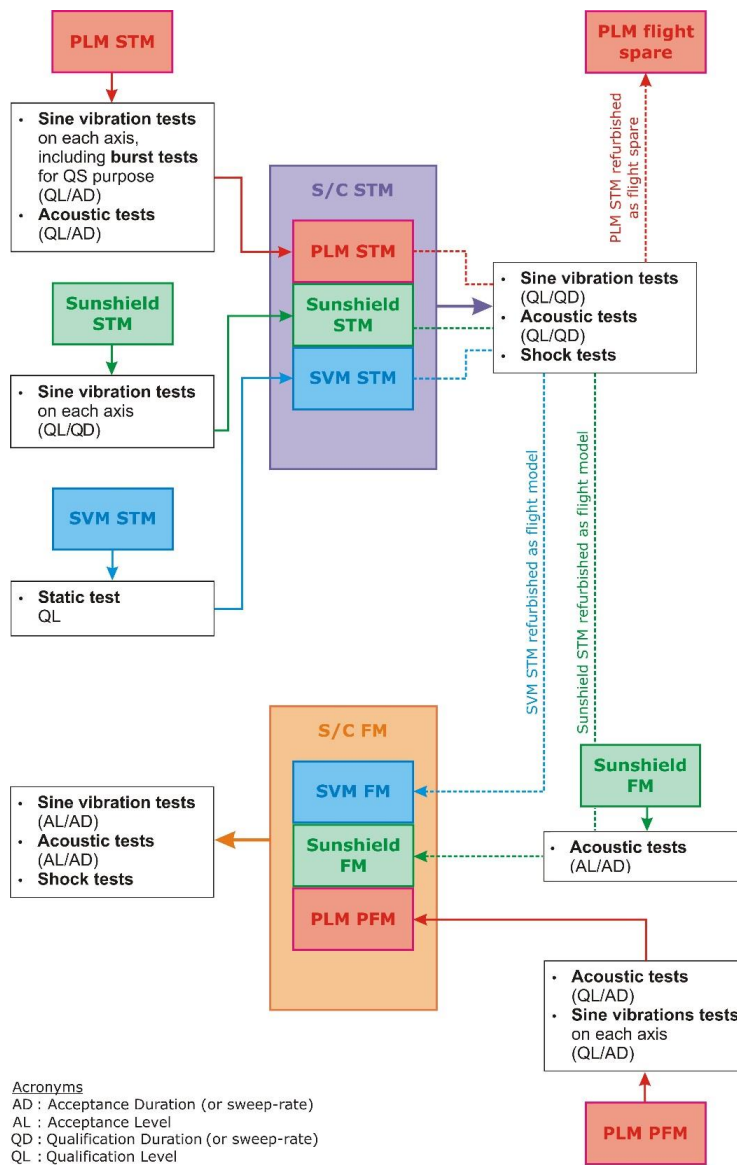 PLM STM
• Sine vibration tests
on each axis,
including burst tests
for QS purpose
(QL/AD)
• Acoustic tests
(QL/AD)
Sunshield
STM
• Sine vibration tests
on each axis
(QL/QD)
SVM STM
• Static test
QL
S/C STM
PLM STM
Sunshield
STM
SVM STM
PLM flight
spare
PLM STM refurbished
as flight spare
• Sine vibration tests
(QL/QD)
• Acoustic tests
(QL/QD)
• Shock tests
SVM STM refurbished as flight model
Sunshield STM refurbished as flight model
S/C FM
SVM FM
Sunshield
FM
PLM PFM
• Sine vibration tests
(AL/AD)
• Acoustic tests
(AL/AD)
• Shock tests
Sunshield
FM
• Acoustic tests
(AL/AD)
• Acoustic tests
(QL/AD)
• Sine vibrations tests
on each axis
(QL/AD)
PLM PFM
Acronyms
AD : Acceptance Duration (or sweep-rate)
AL : Acceptance Level
QD : Qualification Duration (or sweep-rate)
QL : Qualification Level